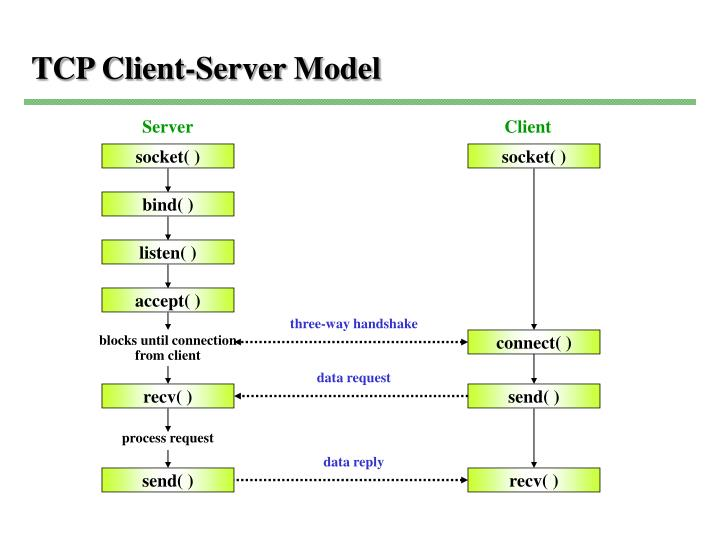 TCP Client-Server Model
Server
Client
socket( )
socket( )
bind( )
listen( )
accept( )
three-way handshake
blocks until connection
from client
connect( )
data request
recv( )
send( )
process request
data reply
send( )
recv( )